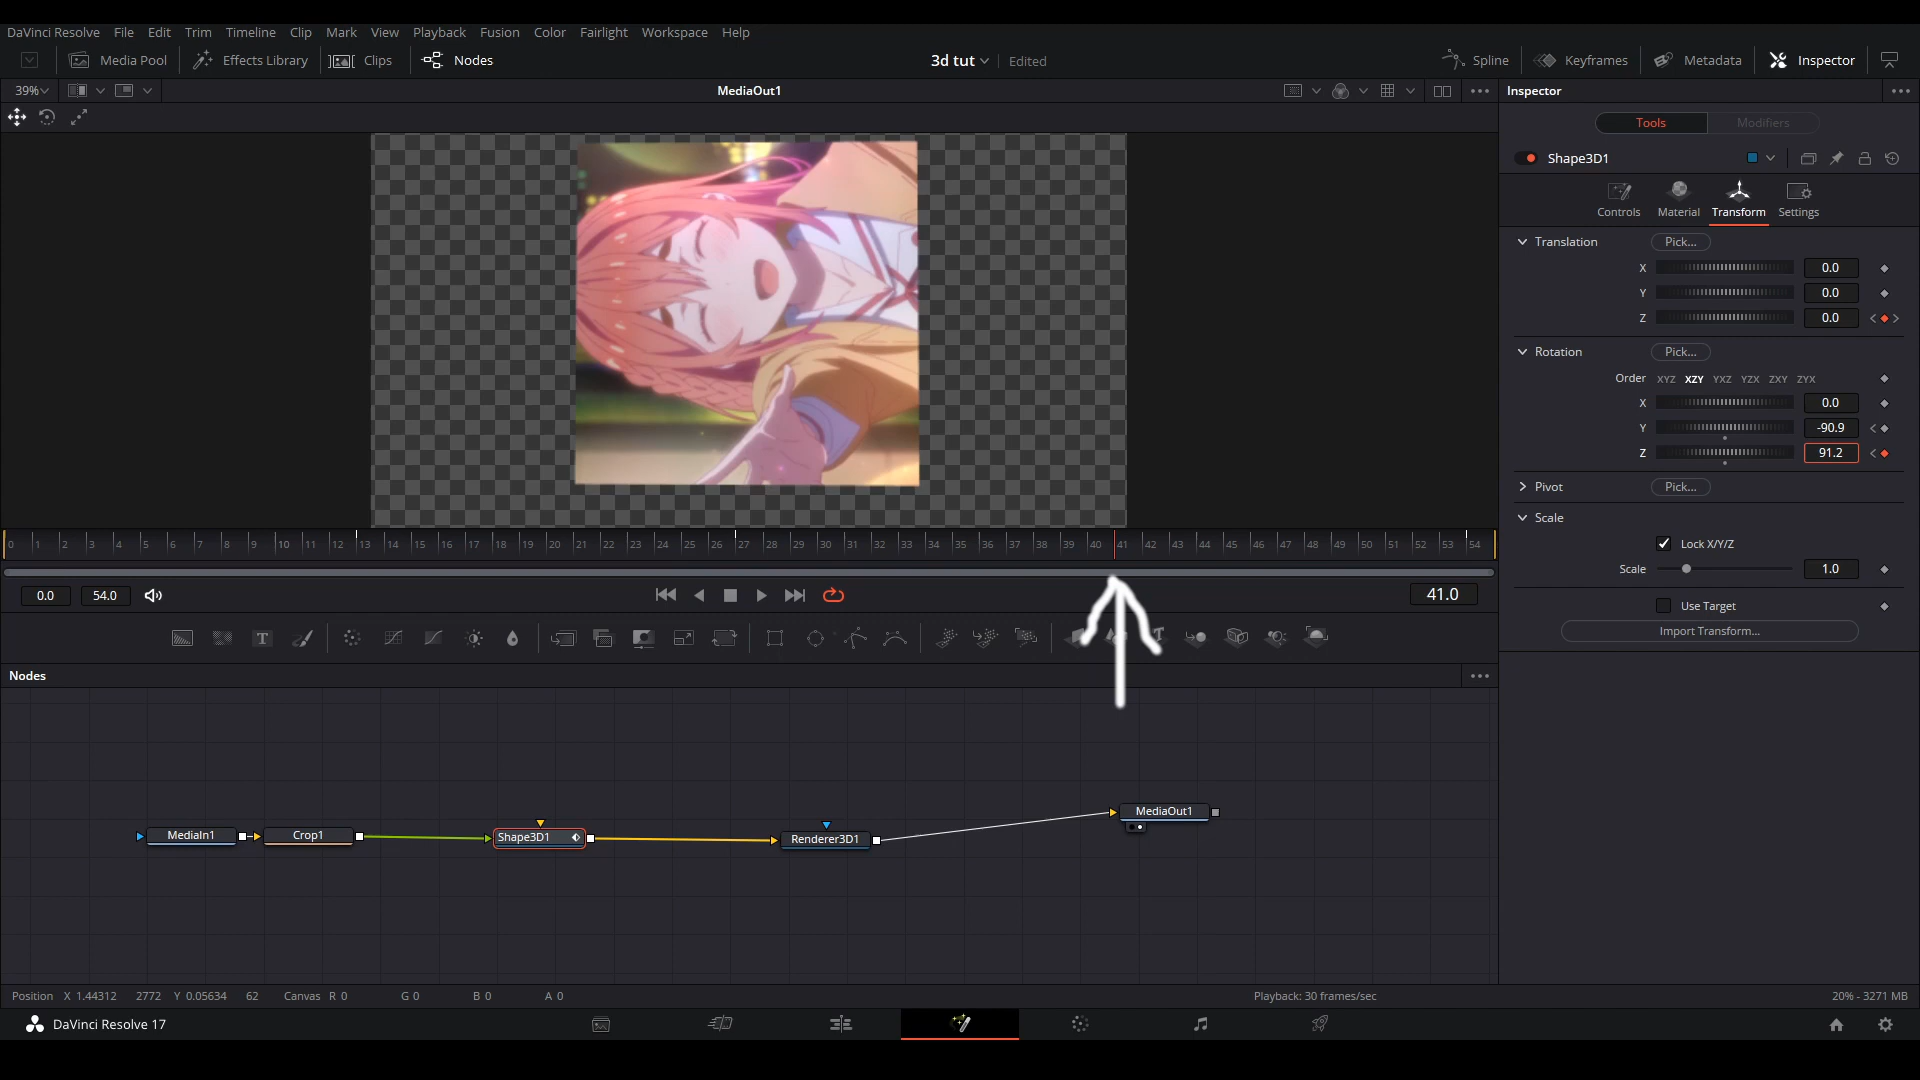 DaVinci Resolve File Edit Trim Timeline Clip Mark View Playback Fusion Color Fairlight Workspace Help
Media Pool Effects Library Clips Nodes 3d tut Edited Spline Keyframes Metadata Inspector
39% MediaOut1 Inspector
Tools Modifiers
Shape3D1
Controls Material Transform Settings
Translation Pick...
X 0.0
Y 0.0
Z 0.0
Rotation Pick...
Order XYZ XZY YXZ YZX ZXY ZYX
X 0.0
Y -90.9
Z 91.2
Pivot Pick...
Scale
Lock X/Y/Z
Scale 1.0
Use Target
Import Transform...
0 1 2 3 4 5 6 7 8 9 10 11 12 13 14 15 16 17 18 19 20 21 22 23 24 25 26 27 28 29 30 31 32 33 34 35 36 37 38 39 40 41 42 43 44 45 46 47 48 49 50 51 52 53 54
0.0 54.0 41.0
T T
Nodes
MediaIn1 Crop1 Shape3D1 Renderer3D1 MediaOut1
Position X 1.44312 2772 Y 0.05634 62 Canvas R 0 G 0 B 0 A 0 Playback: 30 frames/sec 20% - 3271 MB
DaVinci Resolve 17